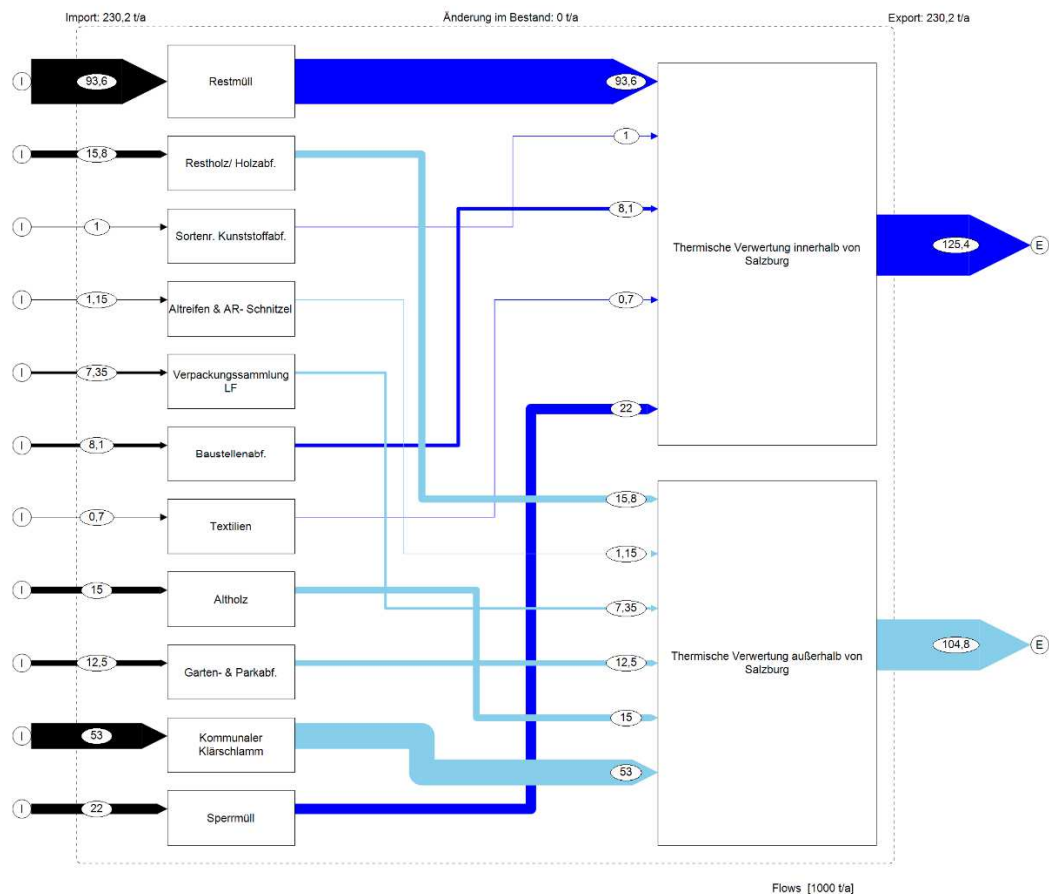 Import: 230,2 t/a
Änderung im Bestand: 0 t/a
Export: 230,2 t/a
I
93,6
Restmüll
93,6
I
15,8
Restholz/ Holzabf.
1
I
1
Sortenr. Kunststoffabf.
8,1
Thermische Verwertung innerhalb von
Salzburg
125,4
E
I
1,15
Altreifen & AR- Schnitzel
0,7
I
7,35
Verpackungssammlung
LF
22
I
8,1
Baustellenabf.
15,8
I
0,7
Textilien
1,15
I
15
Altholz
7,35
I
12,5
Garten- & Parkabf.
12,5
Thermische Verwertung außerhalb von
Salzburg
104,8
E
I
53
Kommunaler
Klärschlamm
15
53
I
22
Sperrmüll
Flows [1000 t/a]